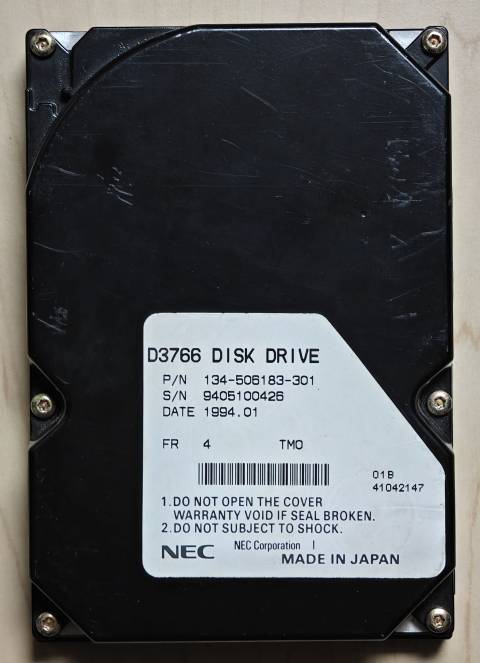 D3766 DISK DRIVE
P/N 134-506183-301
S/N 9405100426
DATE 1994.01
FR 4 TMO
01B
41042147
1. DO NOT OPEN THE COVER
WARRANTY VOID IF SEAL BROKEN.
2. DO NOT SUBJECT TO SHOCK.
NEC NEC Corporation I
MADE IN JAPAN